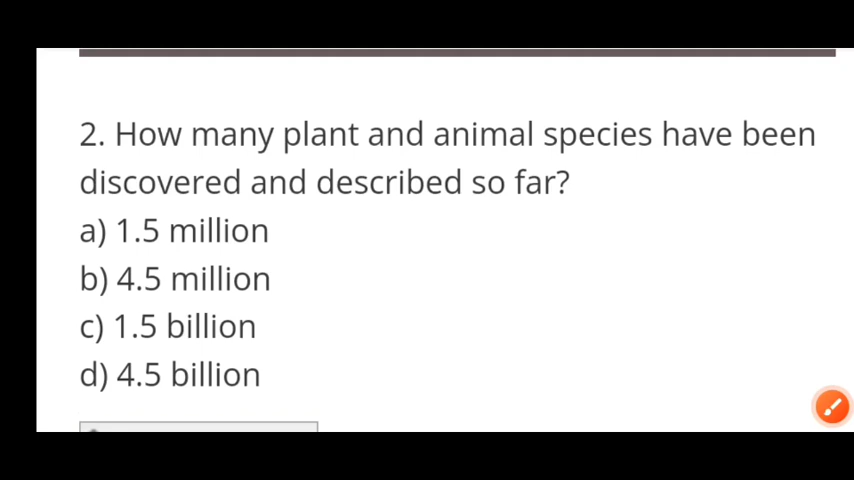 2. How many plant and animal species have been
discovered and described so far?
a) 1.5 million
b) 4.5 million
c) 1.5 billion
d) 4.5 billion